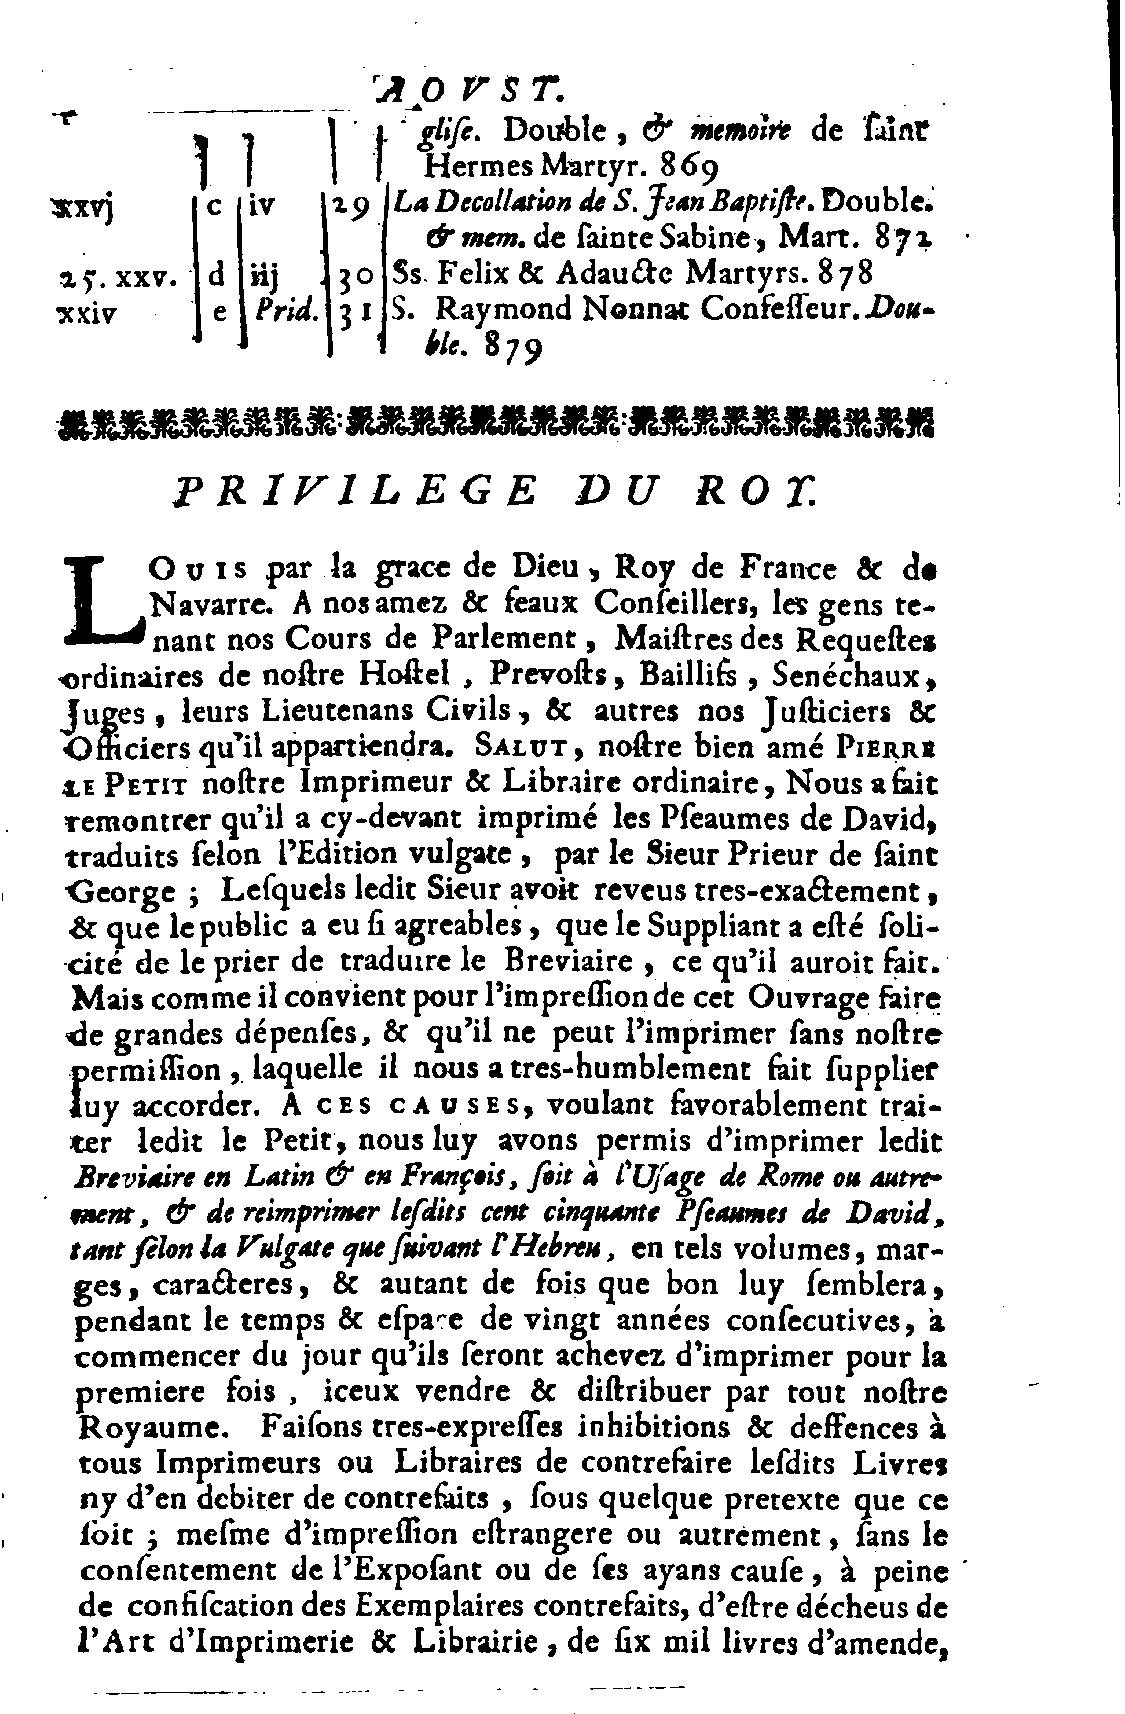 AOVST.
gliſe. Double, & memoire de ſaint
Hermes Martyr. 869
xxvj c iv 29 La Decollation de S. Jean Baptiſte. Double.
& mem. de ſainte Sabine, Mart. 872
25. xxv. d iij 30 Ss. Felix & Adaucte Martyrs. 878
xxiv e Prid. 31 S. Raymond Nonnat Confeſſeur. Dou-
ble. 879
PRIVILEGE DU ROY.
LOUIS par la grace de Dieu, Roy de France & de
Navarre. A nos amez & feaux Conſeillers, les gens te-
nant nos Cours de Parlement, Maiſtres des Requeſtes
ordinaires de noſtre Hoſtel, Prevoſts, Baillifs, Senéchaux,
Juges, leurs Lieutenans Civils, & autres nos Juſticiers &
Officiers qu'il appartiendra. SALUT, noſtre bien amé PIERRE
LE PETIT noſtre Imprimeur & Libraire ordinaire, Nous a fait
remontrer qu'il a cy-devant imprimé les Pſeaumes de David,
traduits ſelon l'Edition vulgate, par le Sieur Prieur de ſaint
George; Leſquels ledit Sieur avoit reveus tres-exactement,
& que le public a eu ſi agreables, que le Suppliant a eſté ſoli-
cité de le prier de traduire le Breviaire, ce qu'il auroit fait.
Mais comme il convient pour l'impreſſion de cet Ouvrage faire
de grandes dépenſes, & qu'il ne peut l'imprimer ſans noſtre
permiſſion, laquelle il nous a tres-humblement fait ſupplier
luy accorder. A CES CAUSES, voulant favorablement trai-
ter ledit le Petit, nous luy avons permis d'imprimer ledit
Breviaire en Latin & en François, ſoit à l'Uſage de Rome ou autre-
ment, & de reimprimer leſdits cent cinquante Pſeaumes de David,
tant ſelon la Vulgate que ſuivant l'Hebreu, en tels volumes, mar-
ges, caracteres, & autant de fois que bon luy ſemblera,
pendant le temps & eſpace de vingt années conſecutives, à
commencer du jour qu'ils ſeront achevez d'imprimer pour la
premiere fois, iceux vendre & diſtribuer par tout noſtre
Royaume. Faiſons tres-expreſſes inhibitions & deffences à
tous Imprimeurs ou Libraires de contrefaire leſdits Livres
ny d'en debiter de contrefaits, ſous quelque pretexte que ce
ſoit; meſme d'impreſſion eſtrangere ou autrement, ſans le
conſentement de l'Expoſant ou de ſes ayans cauſe, à peine
de confiſcation des Exemplaires contrefaits, d'eſtre décheus de
l'Art d'Imprimerie & Librairie, de ſix mil livres d'amende,